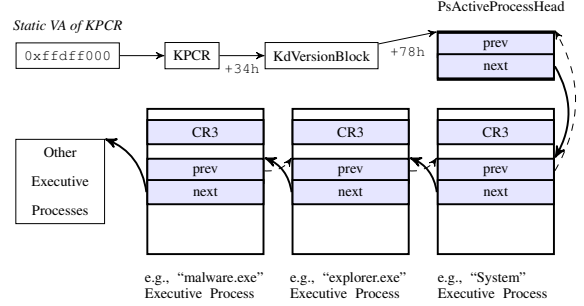 PsActiveProcessHead
Static VA of KPCR
0xffdff000
KPCR
+34h
KdVersionBlock
+78h
prev
next
Other
Executive
Processes
CR3
prev
next
CR3
prev
next
CR3
prev
next
e.g., “malware.exe”
Executive Process
e.g., “explorer.exe”
Executive Process
e.g., “System”
Executive Process